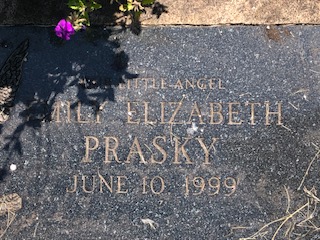 LITTLE ANGEL
ELIZABETH
PRASKY
JUNE 10, 1999